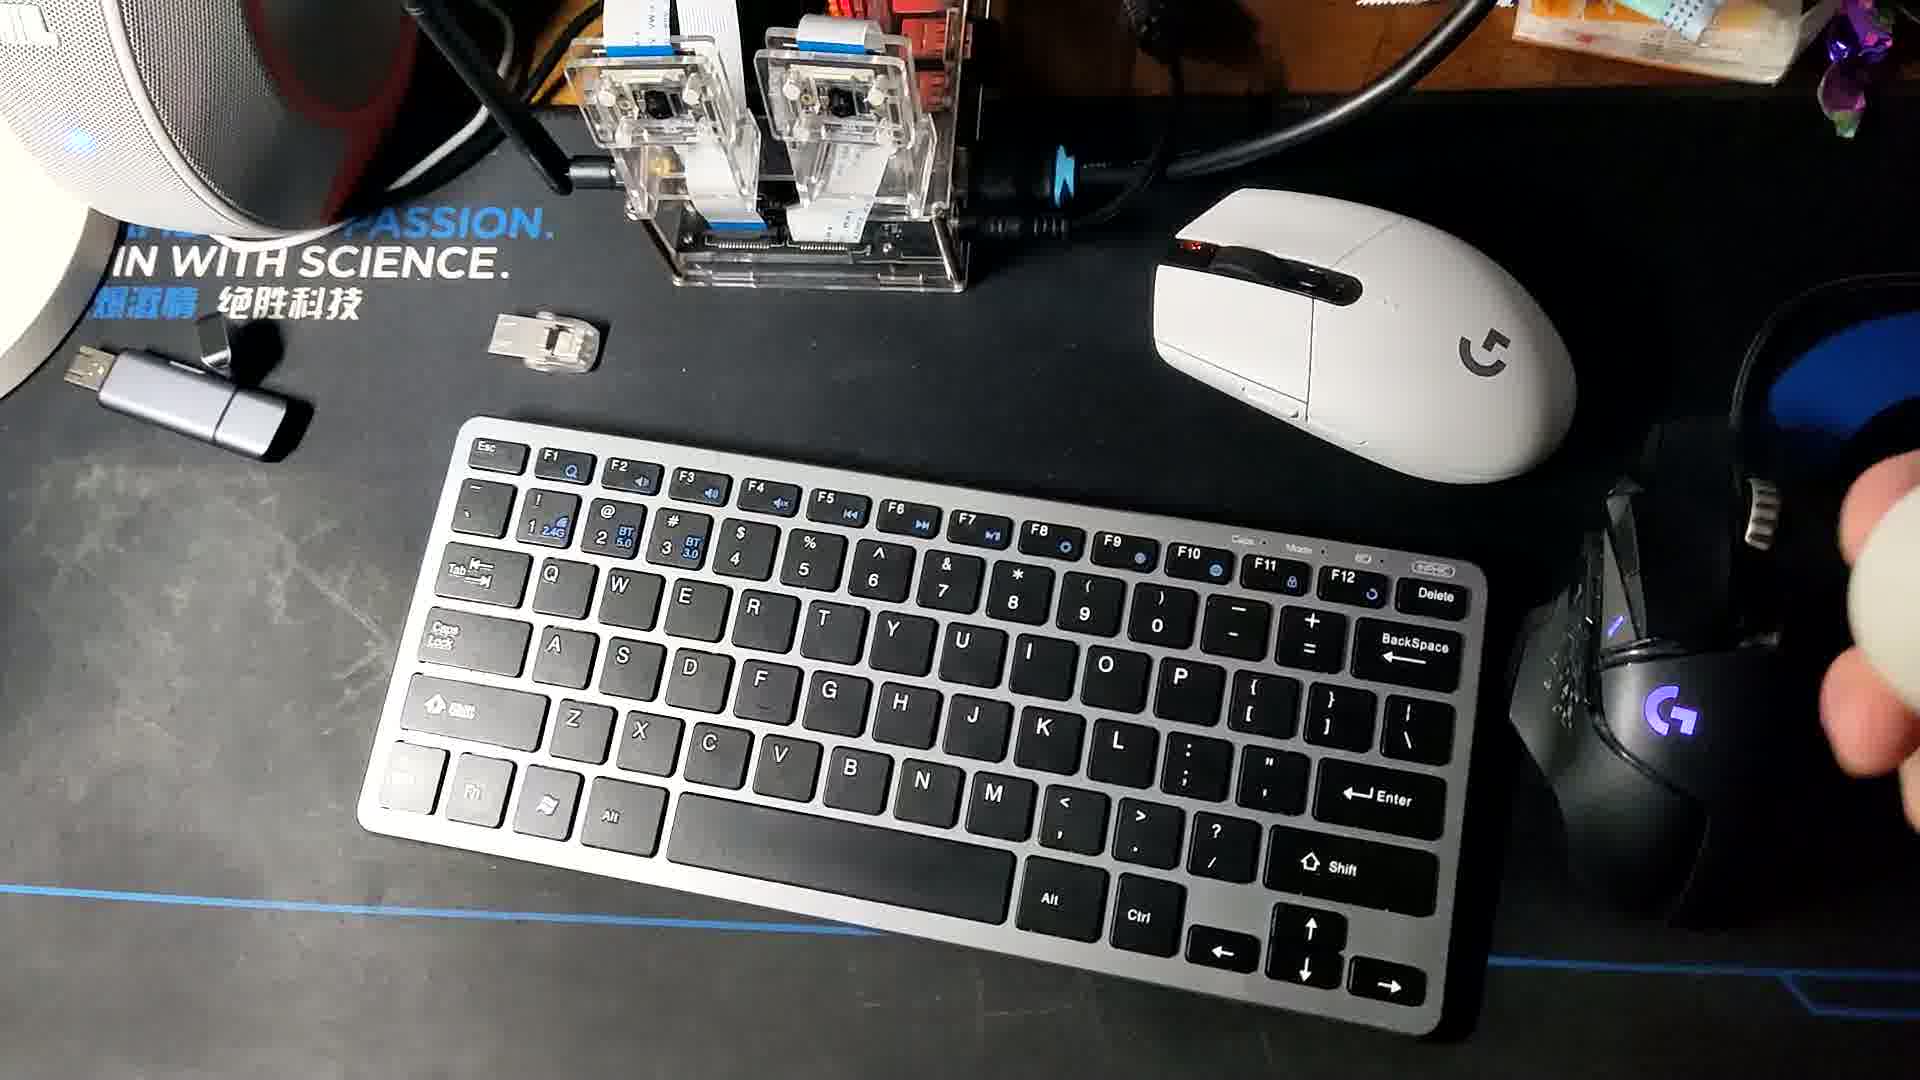 PASSION.
IN WITH SCIENCE.
绝胜科技
Esc F1 F2 F3 F4 F5 F6 F7 F8 F9 F10 F11 F12 Delete
Caps Mode
~ ` ! 1 2.4G @ 2 BT 5.0 # 3 BT 3.0 $ 4 % 5 ^ 6 & 7 * 8 ( 9 ) 0 _ - + = BackSpace
Tab Q W E R T Y U I O P { [ } ] | \
Caps Lock A S D F G H J K L : ; " ' Enter
Shift Z X C V B N M < , > . ? / Shift
Fn Alt Alt Ctrl ← ↑ ↓ →